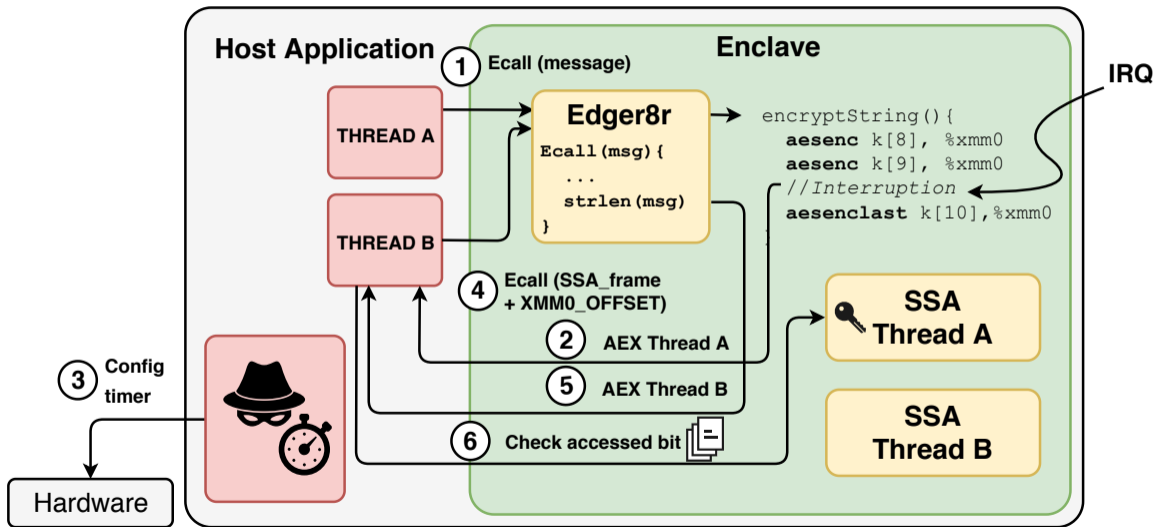 Host Application
Enclave
1
Ecall (message)
IRQ
THREAD A
THREAD B
Edger8r
Ecall(msg){
...
strlen(msg)
}
encryptString(){
aesenc k[8], %xmm0
aesenc k[9], %xmm0
//Interruption
aesenclast k[10],%xmm0
4
Ecall (SSA_frame
+ XMM0_OFFSET)
2
AEX Thread A
5
AEX Thread B
6
Check accessed bit
SSA
Thread A
SSA
Thread B
3
Config
timer
Hardware